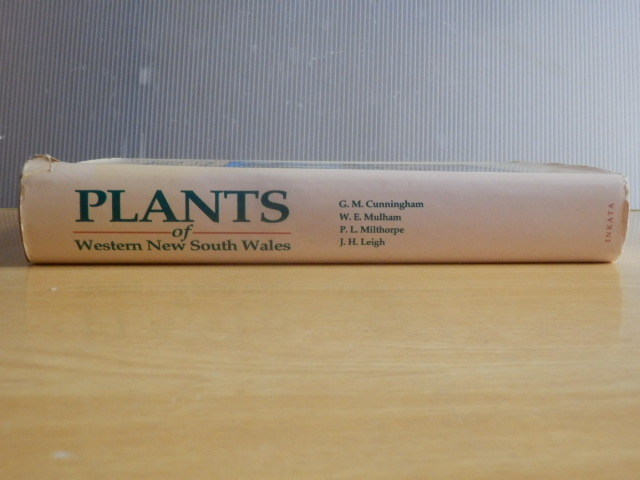 PLANTS
of
Western New South Wales
G. M. Cunningham
W. E. Mulham
P. L. Milthorpe
J. H. Leigh
INKATA